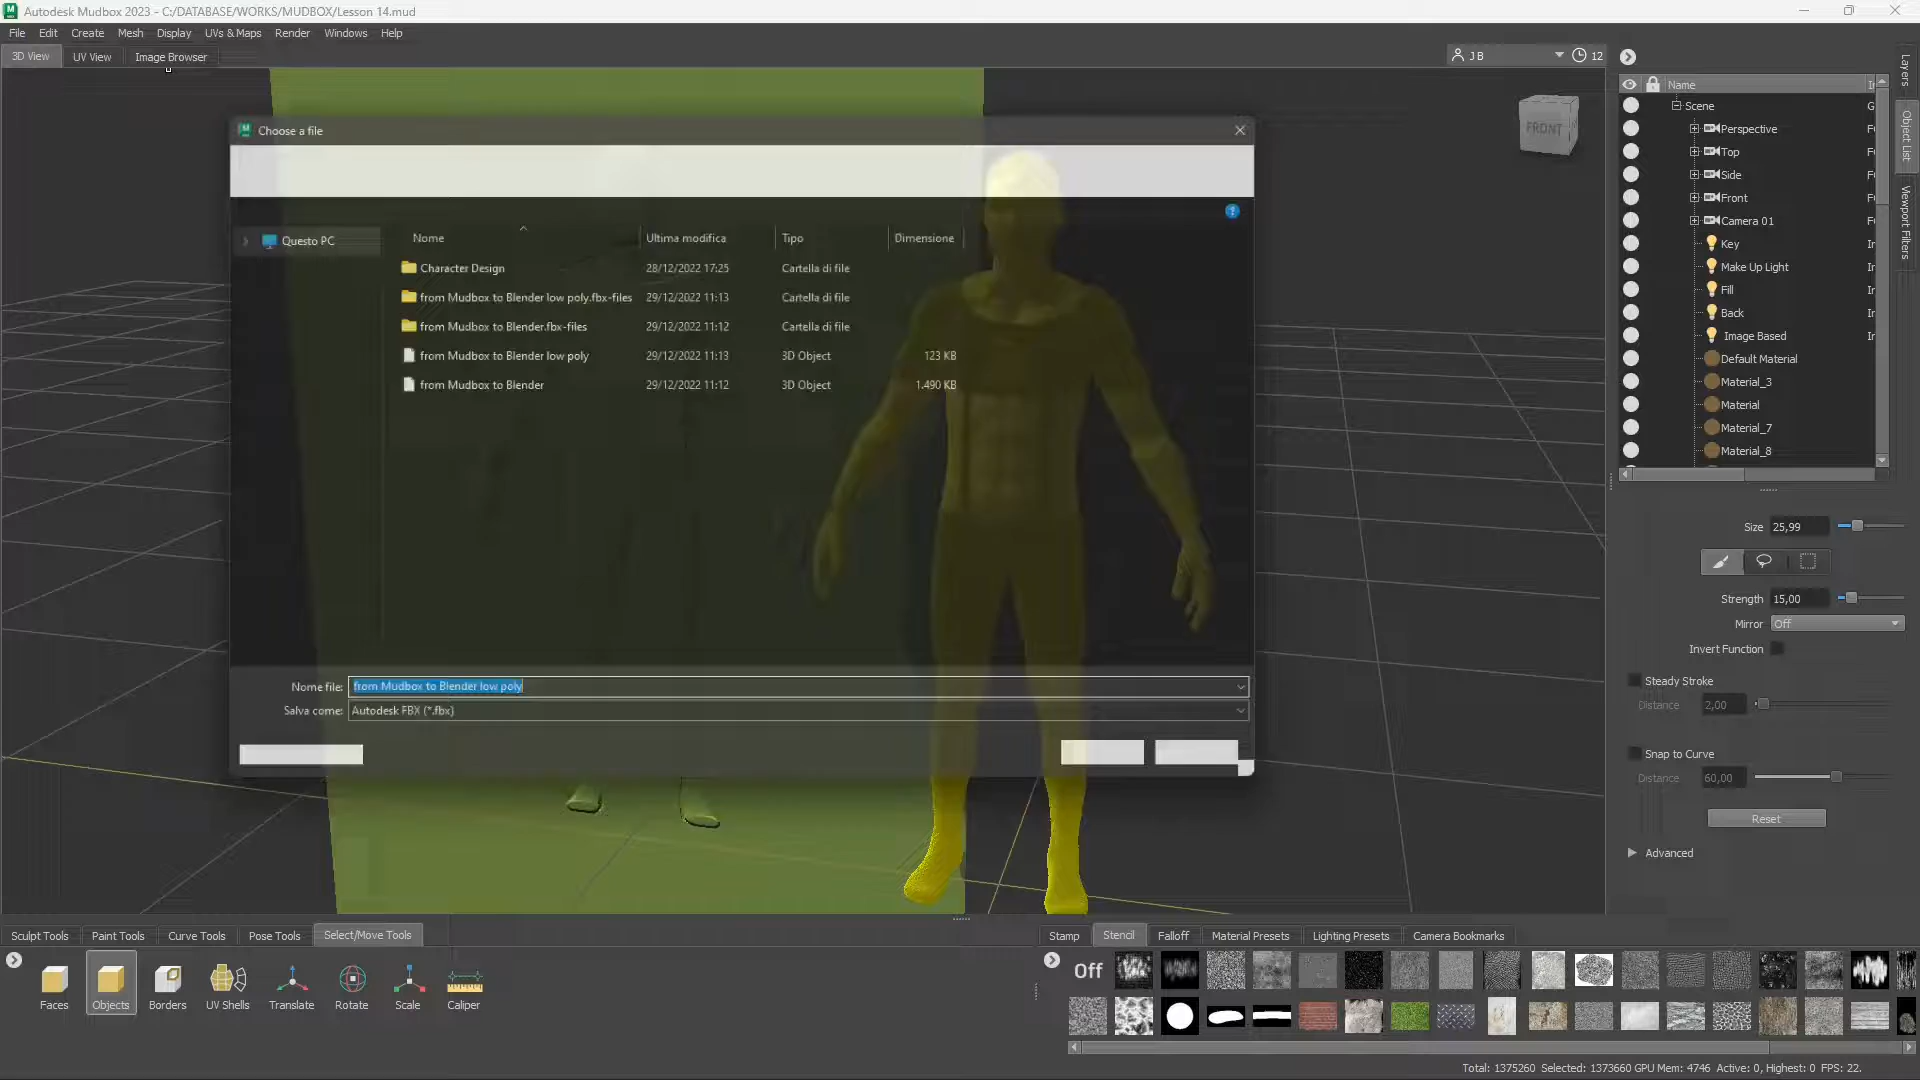 Autodesk Mudbox 2023 - C:/DATABASE/WORKS/MUDBOX/Lesson 14.mud
File Edit Create Mesh Display UVs & Maps Render Windows Help
3D View UV View Image Browser
J B
12
FRONT
Choose a file
Questo PC
Nome Ultima modifica Tipo Dimensione
Character Design 28/12/2022 17:25 Cartella di file
from Mudbox to Blender low poly.fbx-files 29/12/2022 11:13 Cartella di file
from Mudbox to Blender.fbx-files 29/12/2022 11:12 Cartella di file
from Mudbox to Blender low poly 29/12/2022 11:13 3D Object 123 KB
from Mudbox to Blender 29/12/2022 11:12 3D Object 1.490 KB
Nome file: from Mudbox to Blender low poly
Salva come: Autodesk FBX (*.fbx)
Name
Scene
Perspective
Top
Side
Front
Camera 01
Key
Make Up Light
Fill
Back
Image Based
Default Material
Material_3
Material
Material_7
Material_8
Layers
Object List
Viewport Filters
Size 25,99
Strength 15,00
Mirror Off
Invert Function
Steady Stroke
Distance 2,00
Snap to Curve
Distance 60,00
Reset
Advanced
Sculpt Tools Paint Tools Curve Tools Pose Tools Select/Move Tools
Faces Objects Borders UV Shells Translate Rotate Scale Caliper
Stamp Stencil Falloff Material Presets Lighting Presets Camera Bookmarks
Off
Total: 1375260 Selected: 1373660 GPU Mem: 4746 Active: 0, Highest: 0 FPS: 22.